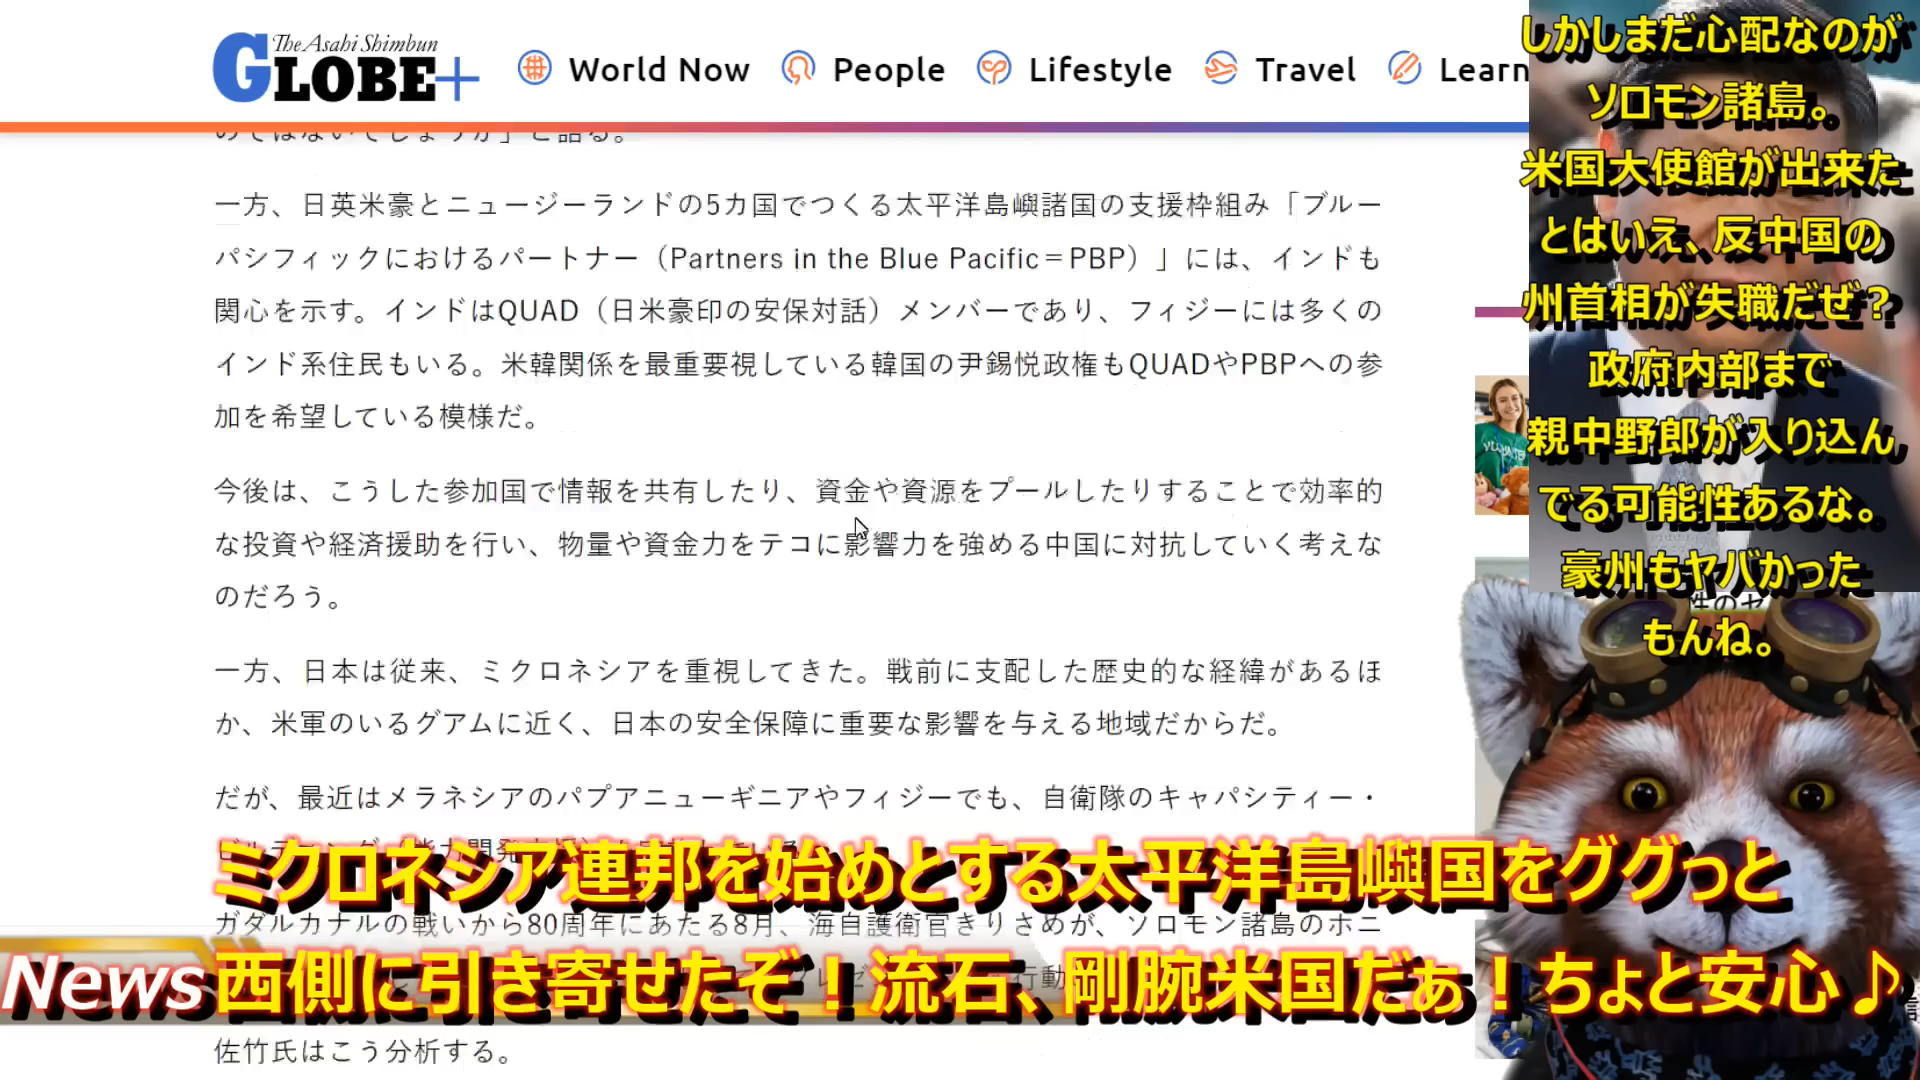 The Asahi Shimbun
GLOBE+
World Now
People
Lifestyle
Travel
Learn
のではないでしょうか」と語る。
一方、日英米豪とニュージーランドの5カ国でつくる太平洋島嶼諸国の支援枠組み「ブルー
パシフィックにおけるパートナー（Partners in the Blue Pacific＝PBP）」には、インドも
関心を示す。インドはQUAD（日米豪印の安保対話）メンバーであり、フィジーには多くの
インド系住民もいる。米韓関係を最重要視している韓国の尹錫悦政権もQUADやPBPへの参
加を希望している模様だ。
今後は、こうした参加国で情報を共有したり、資金や資源をプールしたりすることで効率的
な投資や経済援助を行い、物量や資金力をテコに影響力を強める中国に対抗していく考えな
のだろう。
一方、日本は従来、ミクロネシアを重視してきた。戦前に支配した歴史的な経緯があるほ
か、米軍のいるグアムに近く、日本の安全保障に重要な影響を与える地域だからだ。
だが、最近はメラネシアのパプアニューギニアやフィジーでも、自衛隊のキャパシティー・
ガダルカナルの戦いから80周年にあたる8月、海自護衛官きりさめが、ソロモン諸島のホニ
佐竹氏はこう分析する。
しかしまだ心配なのが
ソロモン諸島。
米国大使館が出来た
とはいえ、反中国の
州首相が失職だぜ？
政府内部まで
親中野郎が入り込ん
でる可能性あるな。
豪州もヤバかった
もんね。
ミクロネシア連邦を始めとする太平洋島嶼国をググっと
News
西側に引き寄せたぞ！流石、剛腕米国だぁ！ちょと安心♪